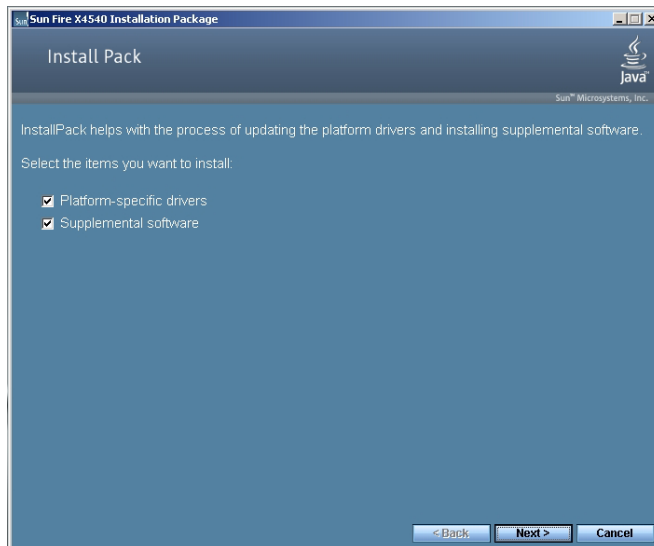 Sun Sun Fire X4540 Installation Package
Install Pack
Java™
Sun™ Microsystems, Inc.
InstallPack helps with the process of updating the platform drivers and installing supplemental software.
Select the items you want to install:
Platform-specific drivers
Supplemental software
< Back Next > Cancel